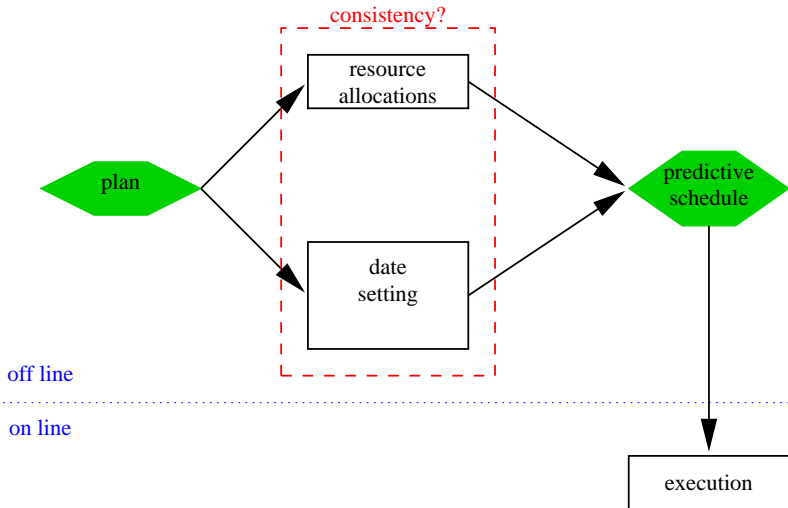 consistency?
resource
allocations
plan
predictive
schedule
date
setting
off line
on line
execution